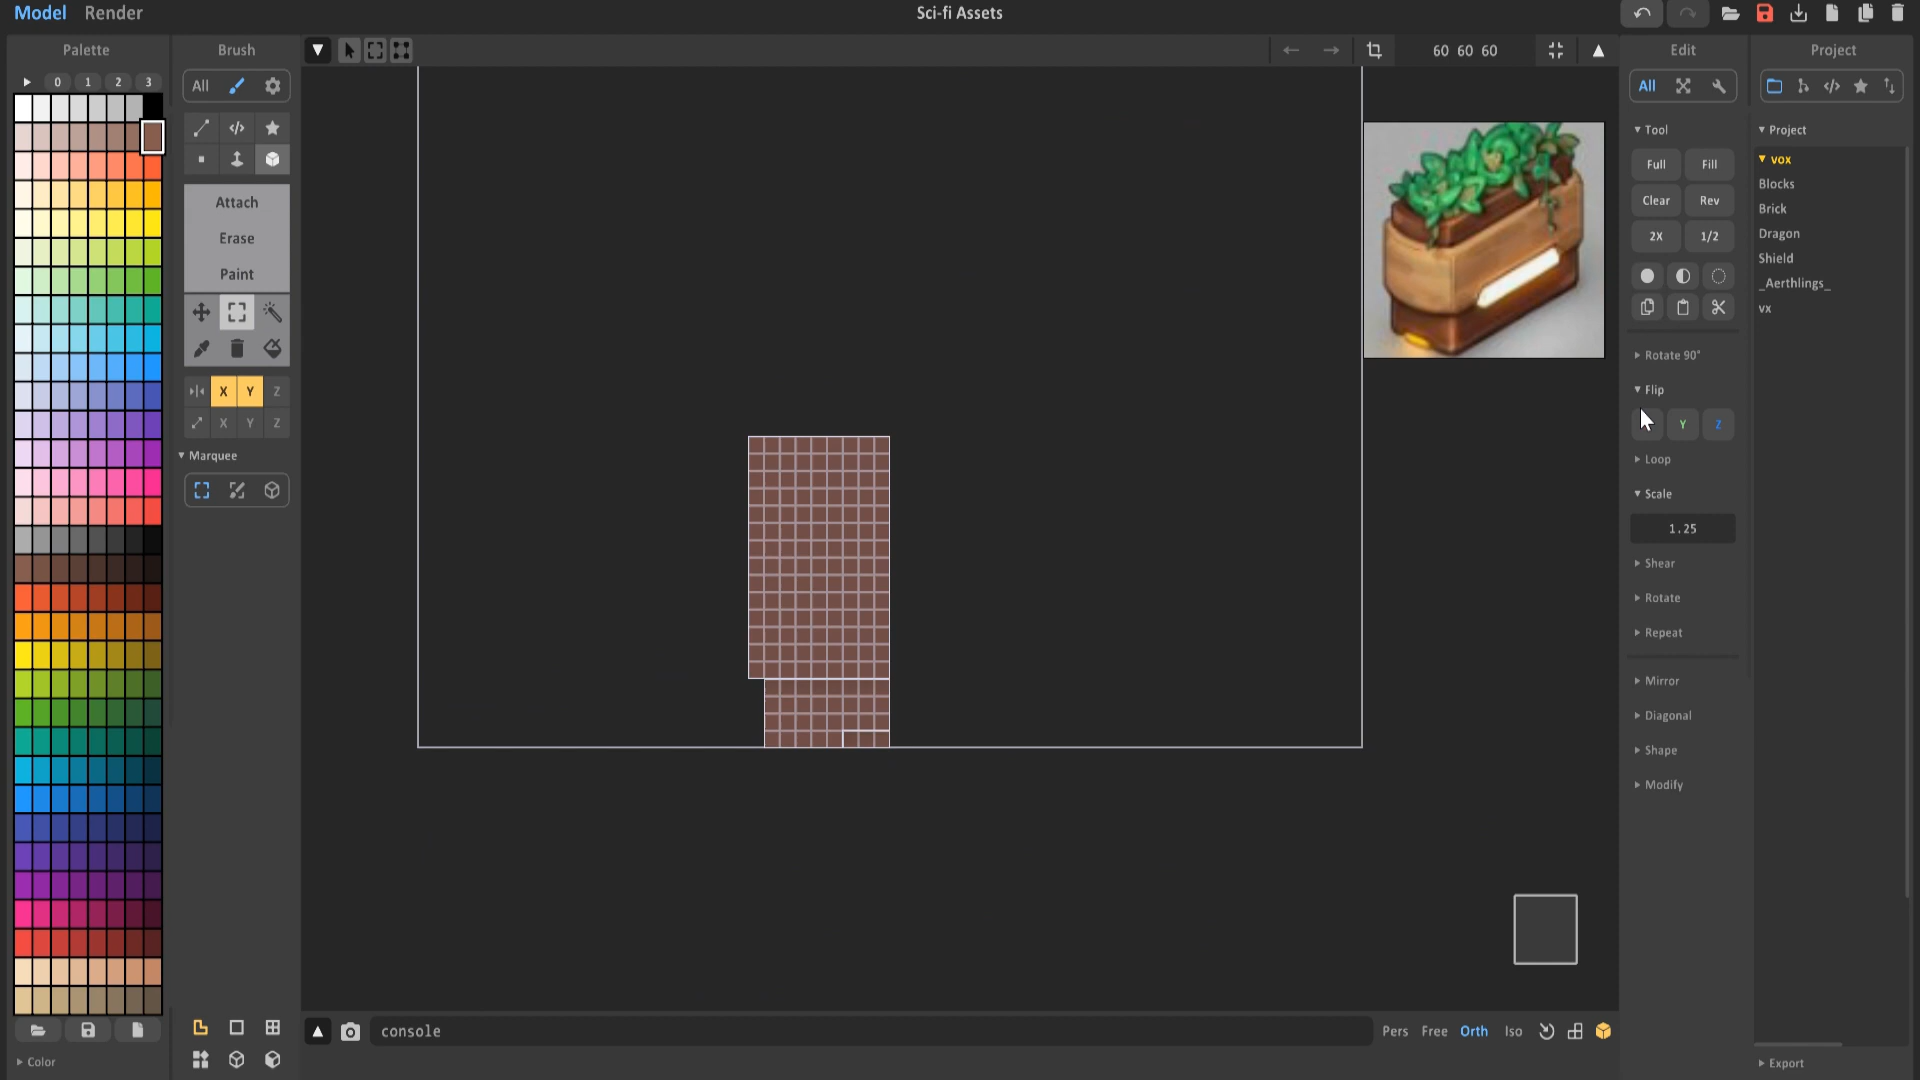 Model Render
Sci-fi Assets
Palette
Brush
60 60 60
Edit
Project
0 1 2 3
All
All
Tool
Project
Full Fill
vox
Blocks
Clear Rev
Brick
2X 1/2
Dragon
Shield
_Aerthlings_
vx
Attach
Erase
Paint
Rotate 90°
Flip
X Y Z
Y Z
X Y Z
Marquee
Loop
Scale
1.25
Shear
Rotate
Repeat
Mirror
Diagonal
Shape
Modify
console
Pers Free Orth Iso
Color
Export